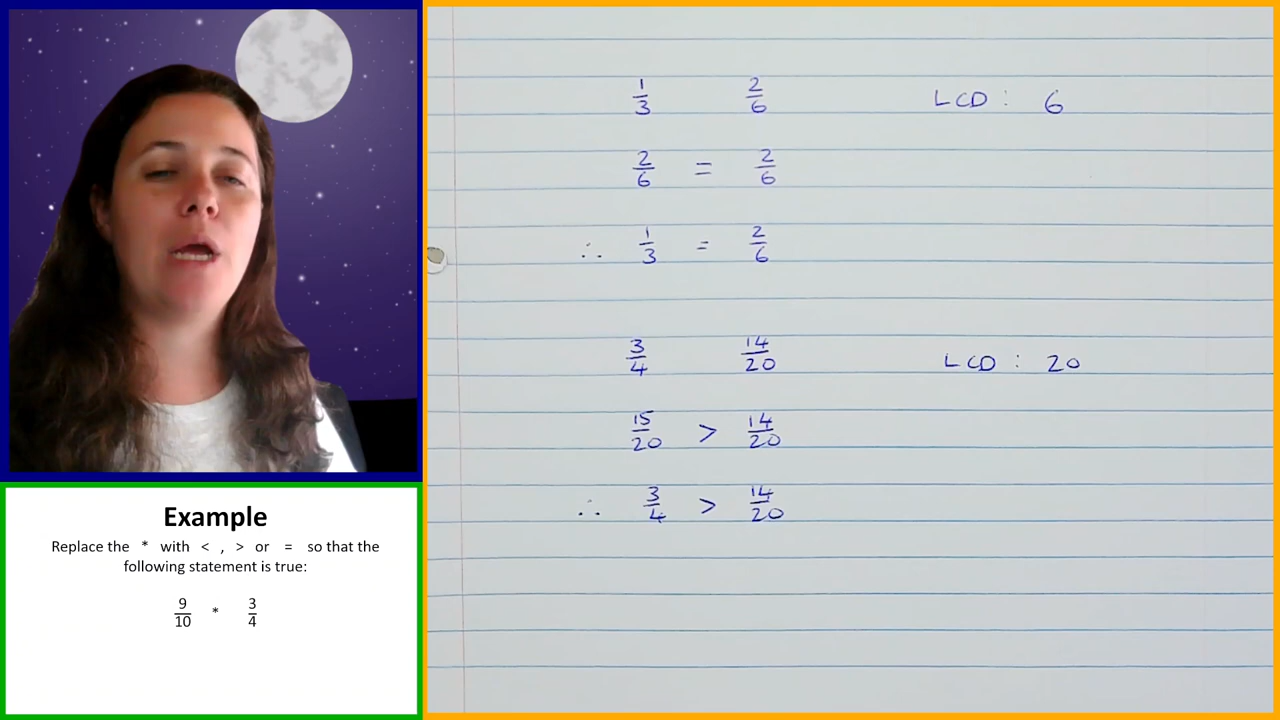 1/3 2/6 LCD : 6
2/6 = 2/6
∴ 1/3 = 2/6
3/4 14/20 LCD : 20
15/20 > 14/20
∴ 3/4 > 14/20
Example
Replace the * with < , > or = so that the
following statement is true:
9/10 * 3/4